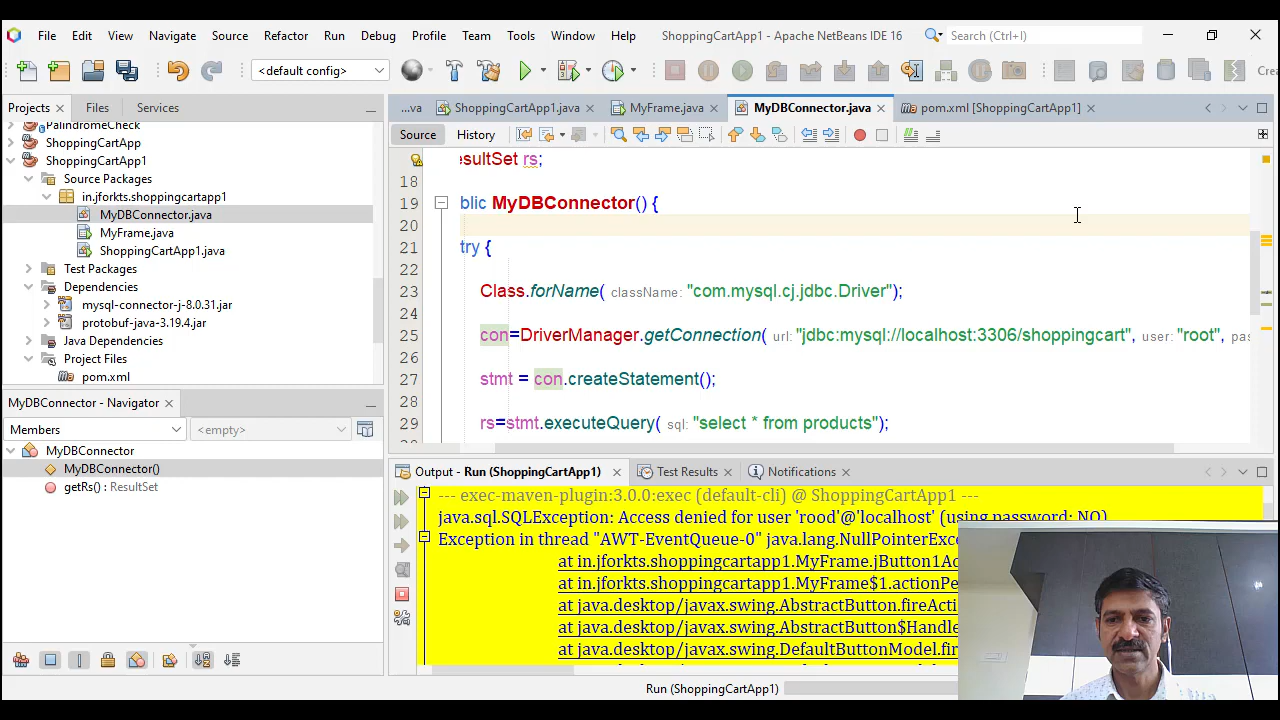 File Edit View Navigate Source Refactor Run Debug Profile Team Tools Window Help ShoppingCartApp1 - Apache NetBeans IDE 16 Search (Ctrl+I)
<default config>
Projects Files Services
...va ShoppingCartApp1.java MyFrame.java MyDBConnector.java pom.xml [ShoppingCartApp1]
PalindromeCheck
ShoppingCartApp
ShoppingCartApp1
Source Packages
in.jforkts.shoppingcartapp1
MyDBConnector.java
MyFrame.java
ShoppingCartApp1.java
Test Packages
Dependencies
mysql-connector-j-8.0.31.jar
protobuf-java-3.19.4.jar
Java Dependencies
Project Files
pom.xml
Source History
esultSet rs;
18
19 blic MyDBConnector() {
20
21 try {
22
23 Class.forName( className: "com.mysql.cj.jdbc.Driver");
25 con=DriverManager.getConnection( url: "jdbc:mysql://localhost:3306/shoppingcart", user: "root", pas
26
27 stmt = con.createStatement();
28
29 rs=stmt.executeQuery( sql: "select * from products");
MyDBConnector - Navigator
Members <empty>
MyDBConnector
MyDBConnector()
getRs() : ResultSet
Output - Run (ShoppingCartApp1) Test Results Notifications
--- exec-maven-plugin:3.0.0:exec (default-cli) @ ShoppingCartApp1 ---
java.sql.SQLException: Access denied for user 'rood'@'localhost' (using password: NO)
Exception in thread "AWT-EventQueue-0" java.lang.NullPointerExce
at in.jforkts.shoppingcartapp1.MyFrame.jButton1Ac
at in.jforkts.shoppingcartapp1.MyFrame$1.actionPe
at java.desktop/javax.swing.AbstractButton.fireActio
at java.desktop/javax.swing.AbstractButton$Handle
at java.desktop/javax.swing.DefaultButtonModel.fir
Run (ShoppingCartApp1)